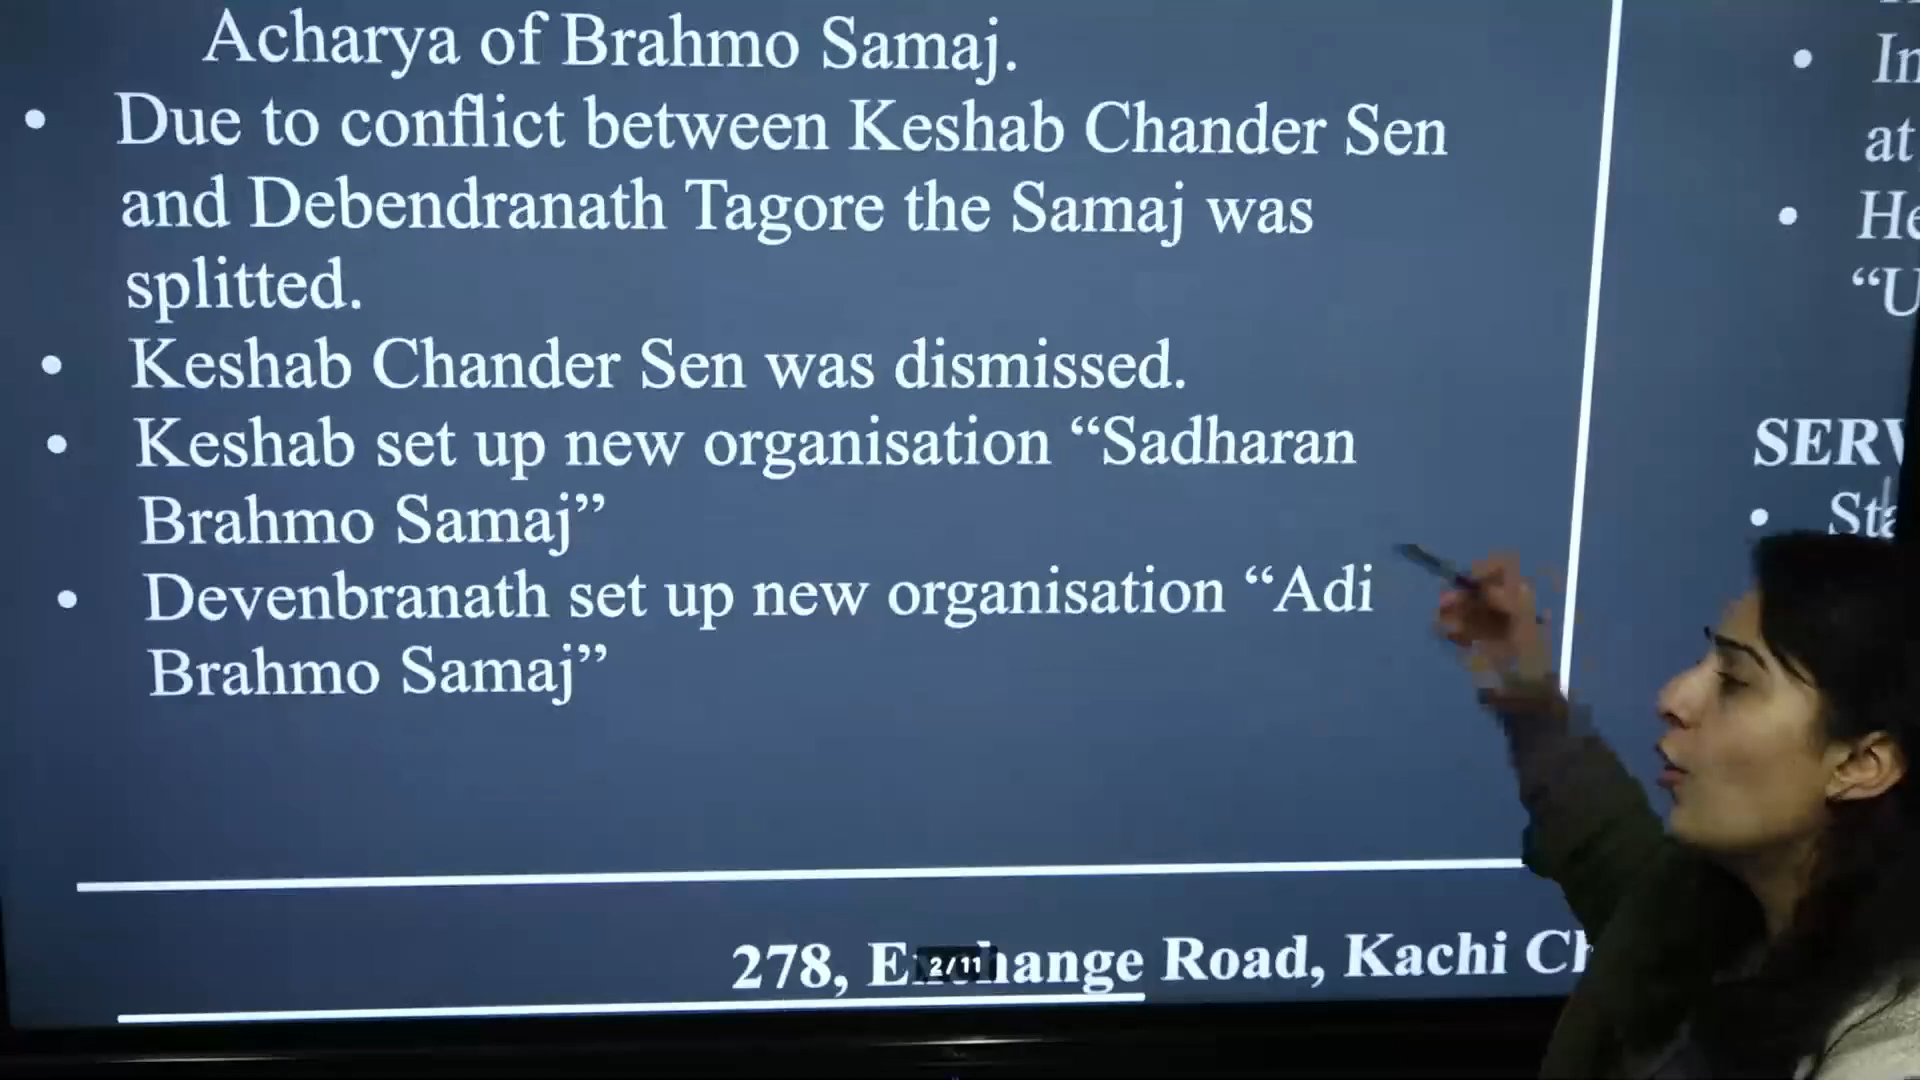 Acharya of Brahmo Samaj.
• Due to conflict between Keshab Chander Sen
and Debendranath Tagore the Samaj was
splitted.
• Keshab Chander Sen was dismissed.
• Keshab set up new organisation “Sadharan
Brahmo Samaj”
• Devenbranath set up new organisation “Adi
Brahmo Samaj”
278, Exchange Road, Kachi
2/11
• In
at
• He
“U
SERV
•